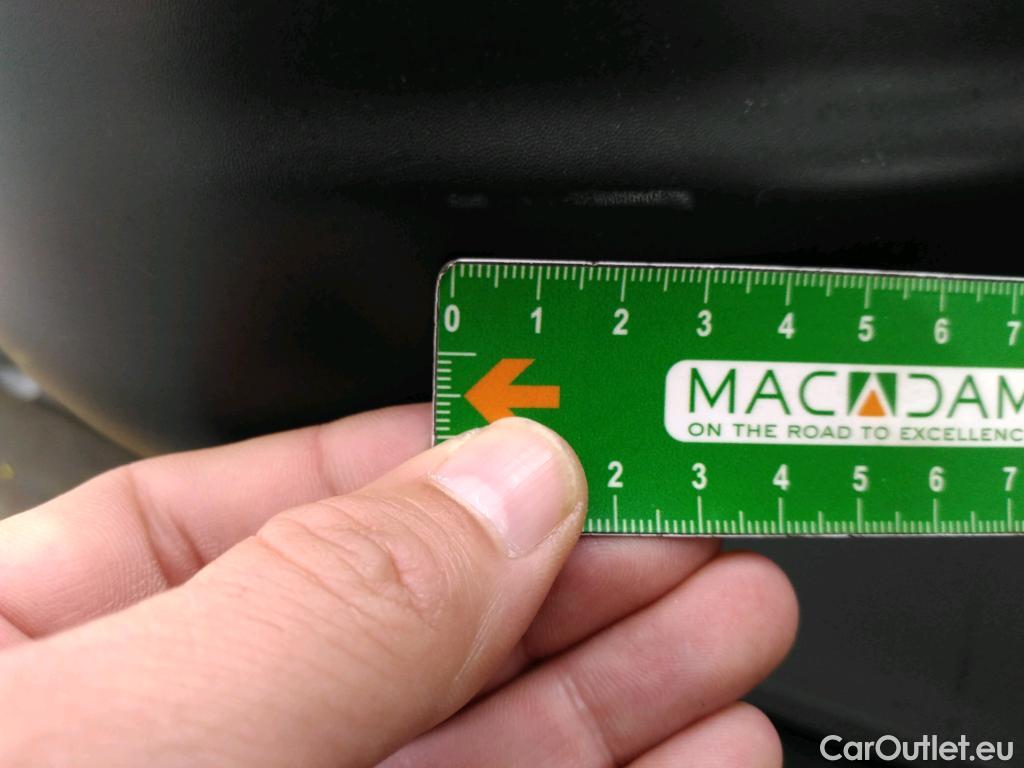 0 1 2 3 4 5 6 7
MACADAM
ON THE ROAD TO EXCELLENC
2 3 4 5 6 7
CarOutlet.eu